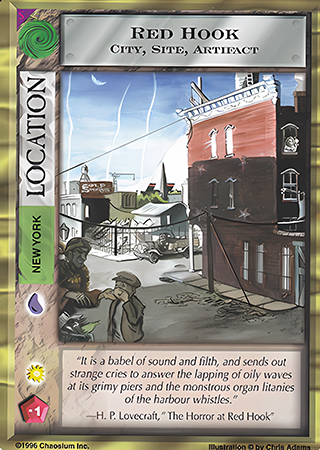 RED HOOK
CITY, SITE, ARTIFACT
LOCATION
NEW YORK
-1
"It is a babel of sound and filth, and sends out
strange cries to answer the lapping of oily waves
at its grimy piers and the monstrous organ litanies
of the harbour whistles."
—H. P. Lovecraft, "The Horror at Red Hook"
©1996 Chaosium Inc.
Illustration © by Chris Adams